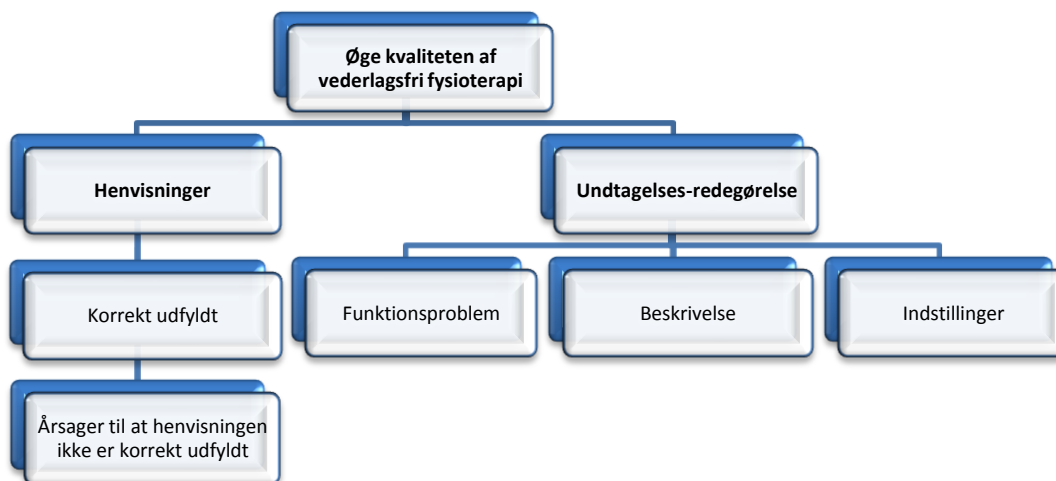 Øge kvaliteten af
vederlagsfri fysioterapi
Henvisninger
Undtagelses-redegørelse
Korrekt udfyldt
Funktionsproblem
Beskrivelse
Indstillinger
Årsager til at henvisningen
ikke er korrekt udfyldt